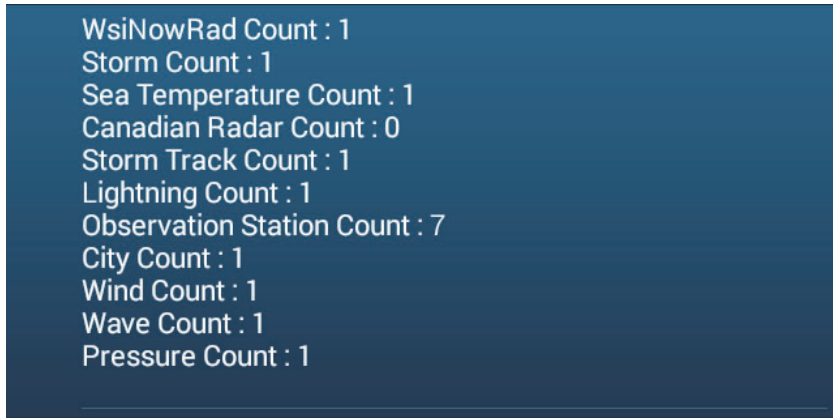 WsiNowRad Count : 1
Storm Count : 1
Sea Temperature Count : 1
Canadian Radar Count : 0
Storm Track Count : 1
Lightning Count : 1
Observation Station Count : 7
City Count : 1
Wind Count : 1
Wave Count : 1
Pressure Count : 1